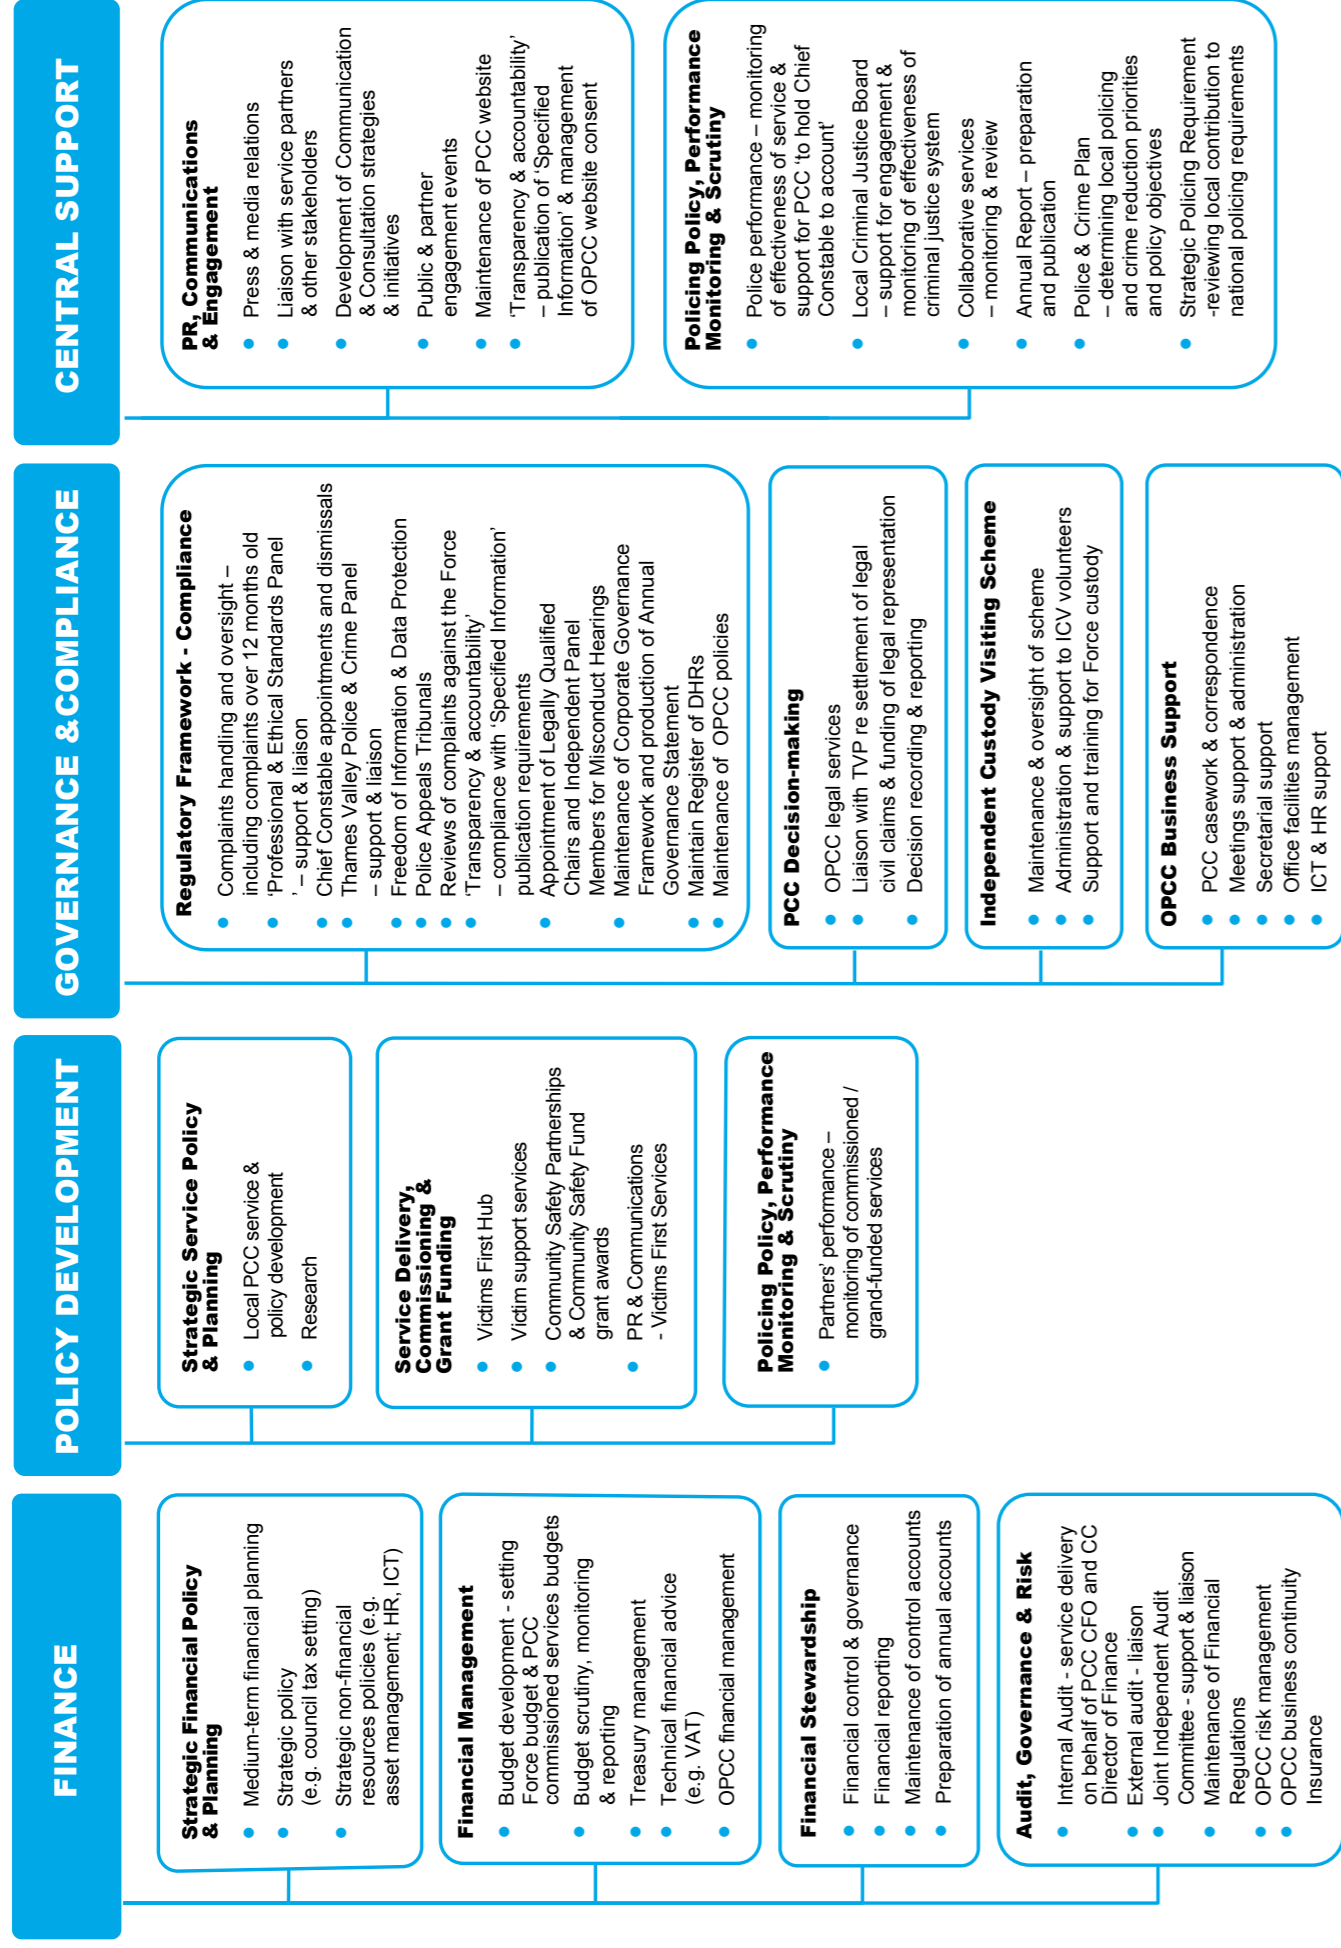 FINANCE
Strategic Financial Policy
& Planning
● Medium-term financial planning
● Strategic policy
(e.g. council tax setting)
● Strategic non-financial
resources policies (e.g.
asset management; HR, ICT)
Financial Management
● Budget development - setting
Force budget & PCC
commissioned services budgets
● Budget scrutiny, monitoring
& reporting
● Treasury management
● Technical financial advice
(e.g. VAT)
● OPCC financial management
Financial Stewardship
● Financial control & governance
● Financial reporting
● Maintenance of control accounts
● Preparation of annual accounts
Audit, Governance & Risk
● Internal Audit - service delivery
on behalf of PCC CFO and CC
Director of Finance
● External audit - liaison
● Joint Independent Audit
Committee - support & liaison
● Maintenance of Financial
Regulations
● OPCC risk management
● OPCC business continuity
Insurance
POLICY DEVELOPMENT
Strategic Service Policy
& Planning
● Local PCC service &
policy development
● Research
Service Delivery,
Commissioning &
Grant Funding
● Victims First Hub
● Victim support services
● Community Safety Partnerships
& Community Safety Fund
grant awards
● PR & Communications
- Victims First Services
Policing Policy, Performance
Monitoring & Scrutiny
● Partners' performance –
monitoring of commissioned /
grand-funded services
GOVERNANCE &COMPLIANCE
Regulatory Framework - Compliance
● Complaints handling and oversight –
including complaints over 12 months old
● 'Professional & Ethical Standards Panel
' – support & liaison
● Chief Constable appointments and dismissals
● Thames Valley Police & Crime Panel
– support & liaison
● Freedom of Information & Data Protection
● Police Appeals Tribunals
● Reviews of complaints against the Force
● 'Transparency & accountability'
– compliance with 'Specified Information'
publication requirements
● Appointment of Legally Qualified
Chairs and Independent Panel
Members for Misconduct Hearings
● Maintenance of Corporate Governance
Framework and production of Annual
Governance Statement
● Maintain Register of DHRs
● Maintenance of OPCC policies
PCC Decision-making
● OPCC legal services
● Liaison with TVP re settlement of legal
civil claims & funding of legal representation
● Decision recording & reporting
Independent Custody Visiting Scheme
● Maintenance & oversight of scheme
● Administration & support to ICV volunteers
● Support and training for Force custody
OPCC Business Support
● PCC casework & correspondence
● Meetings support & administration
● Secretarial support
● Office facilities management
● ICT & HR support
CENTRAL SUPPORT
PR, Communications
& Engagement
● Press & media relations
● Liaison with service partners
& other stakeholders
● Development of Communication
& Consultation strategies
& initiatives
● Public & partner
engagement events
● Maintenance of PCC website
● 'Transparency & accountability'
– publication of 'Specified
Information' & management
of OPCC website consent
Policing Policy, Performance
Monitoring & Scrutiny
● Police performance – monitoring
of effectiveness of service &
support for PCC 'to hold Chief
Constable to account'
● Local Criminal Justice Board
– support for engagement &
monitoring of effectiveness of
criminal justice system
● Collaborative services
– monitoring & review
● Annual Report – preparation
and publication
● Police & Crime Plan
– determining local policing
and crime reduction priorities
and policy objectives
● Strategic Policing Requirement
-reviewing local contribution to
national policing requirements